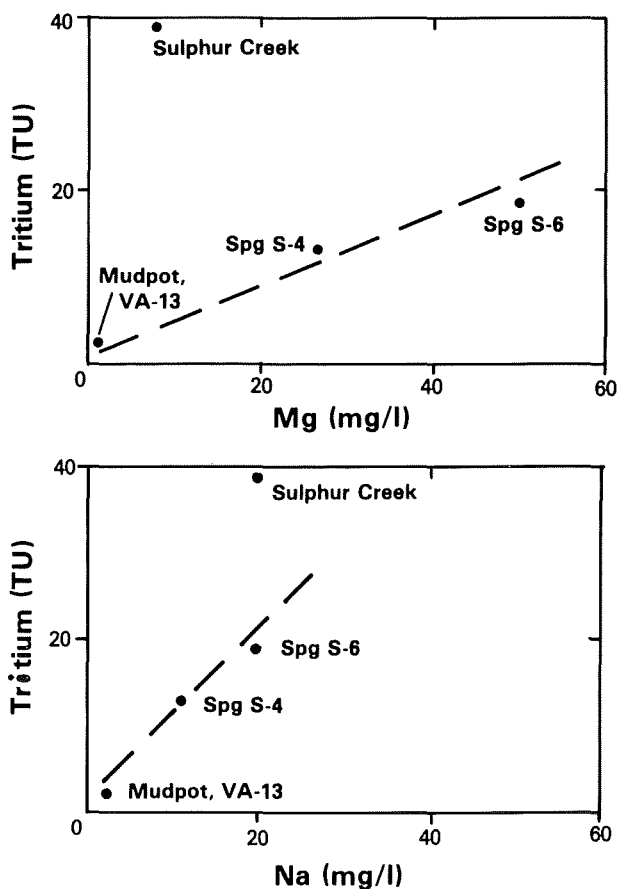 40
Sulphur Creek
Tritium (TU)
20
Spg S-4
Spg S-6
Mudpot,
VA-13
0
20
40
60
Mg (mg/l)
40
Sulphur Creek
Tritium (TU)
20
Spg S-6
Spg S-4
Mudpot, VA-13
0
20
40
60
Na (mg/l)